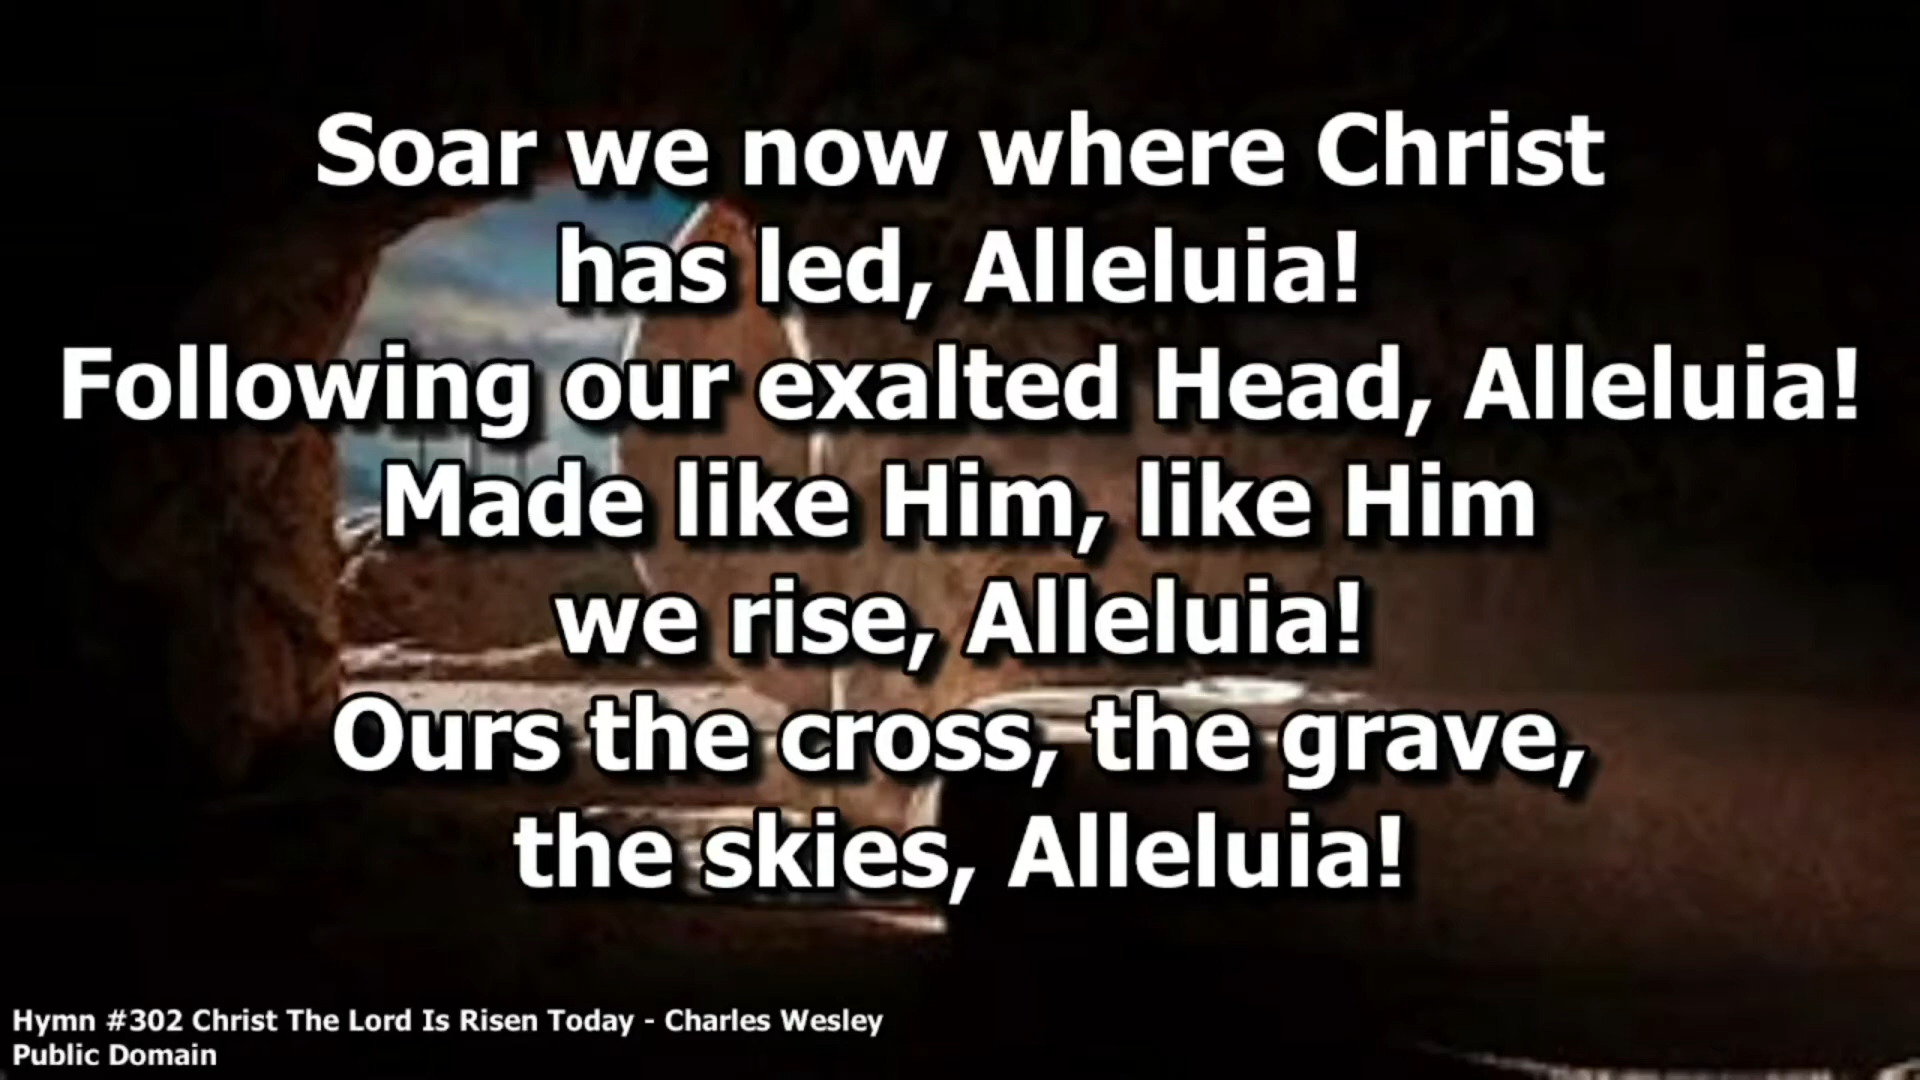 Soar we now where Christ
has led, Alleluia!
Following our exalted Head, Alleluia!
Made like Him, like Him
we rise, Alleluia!
Ours the cross, the grave,
the skies, Alleluia!
Hymn #302 Christ The Lord Is Risen Today - Charles Wesley
Public Domain